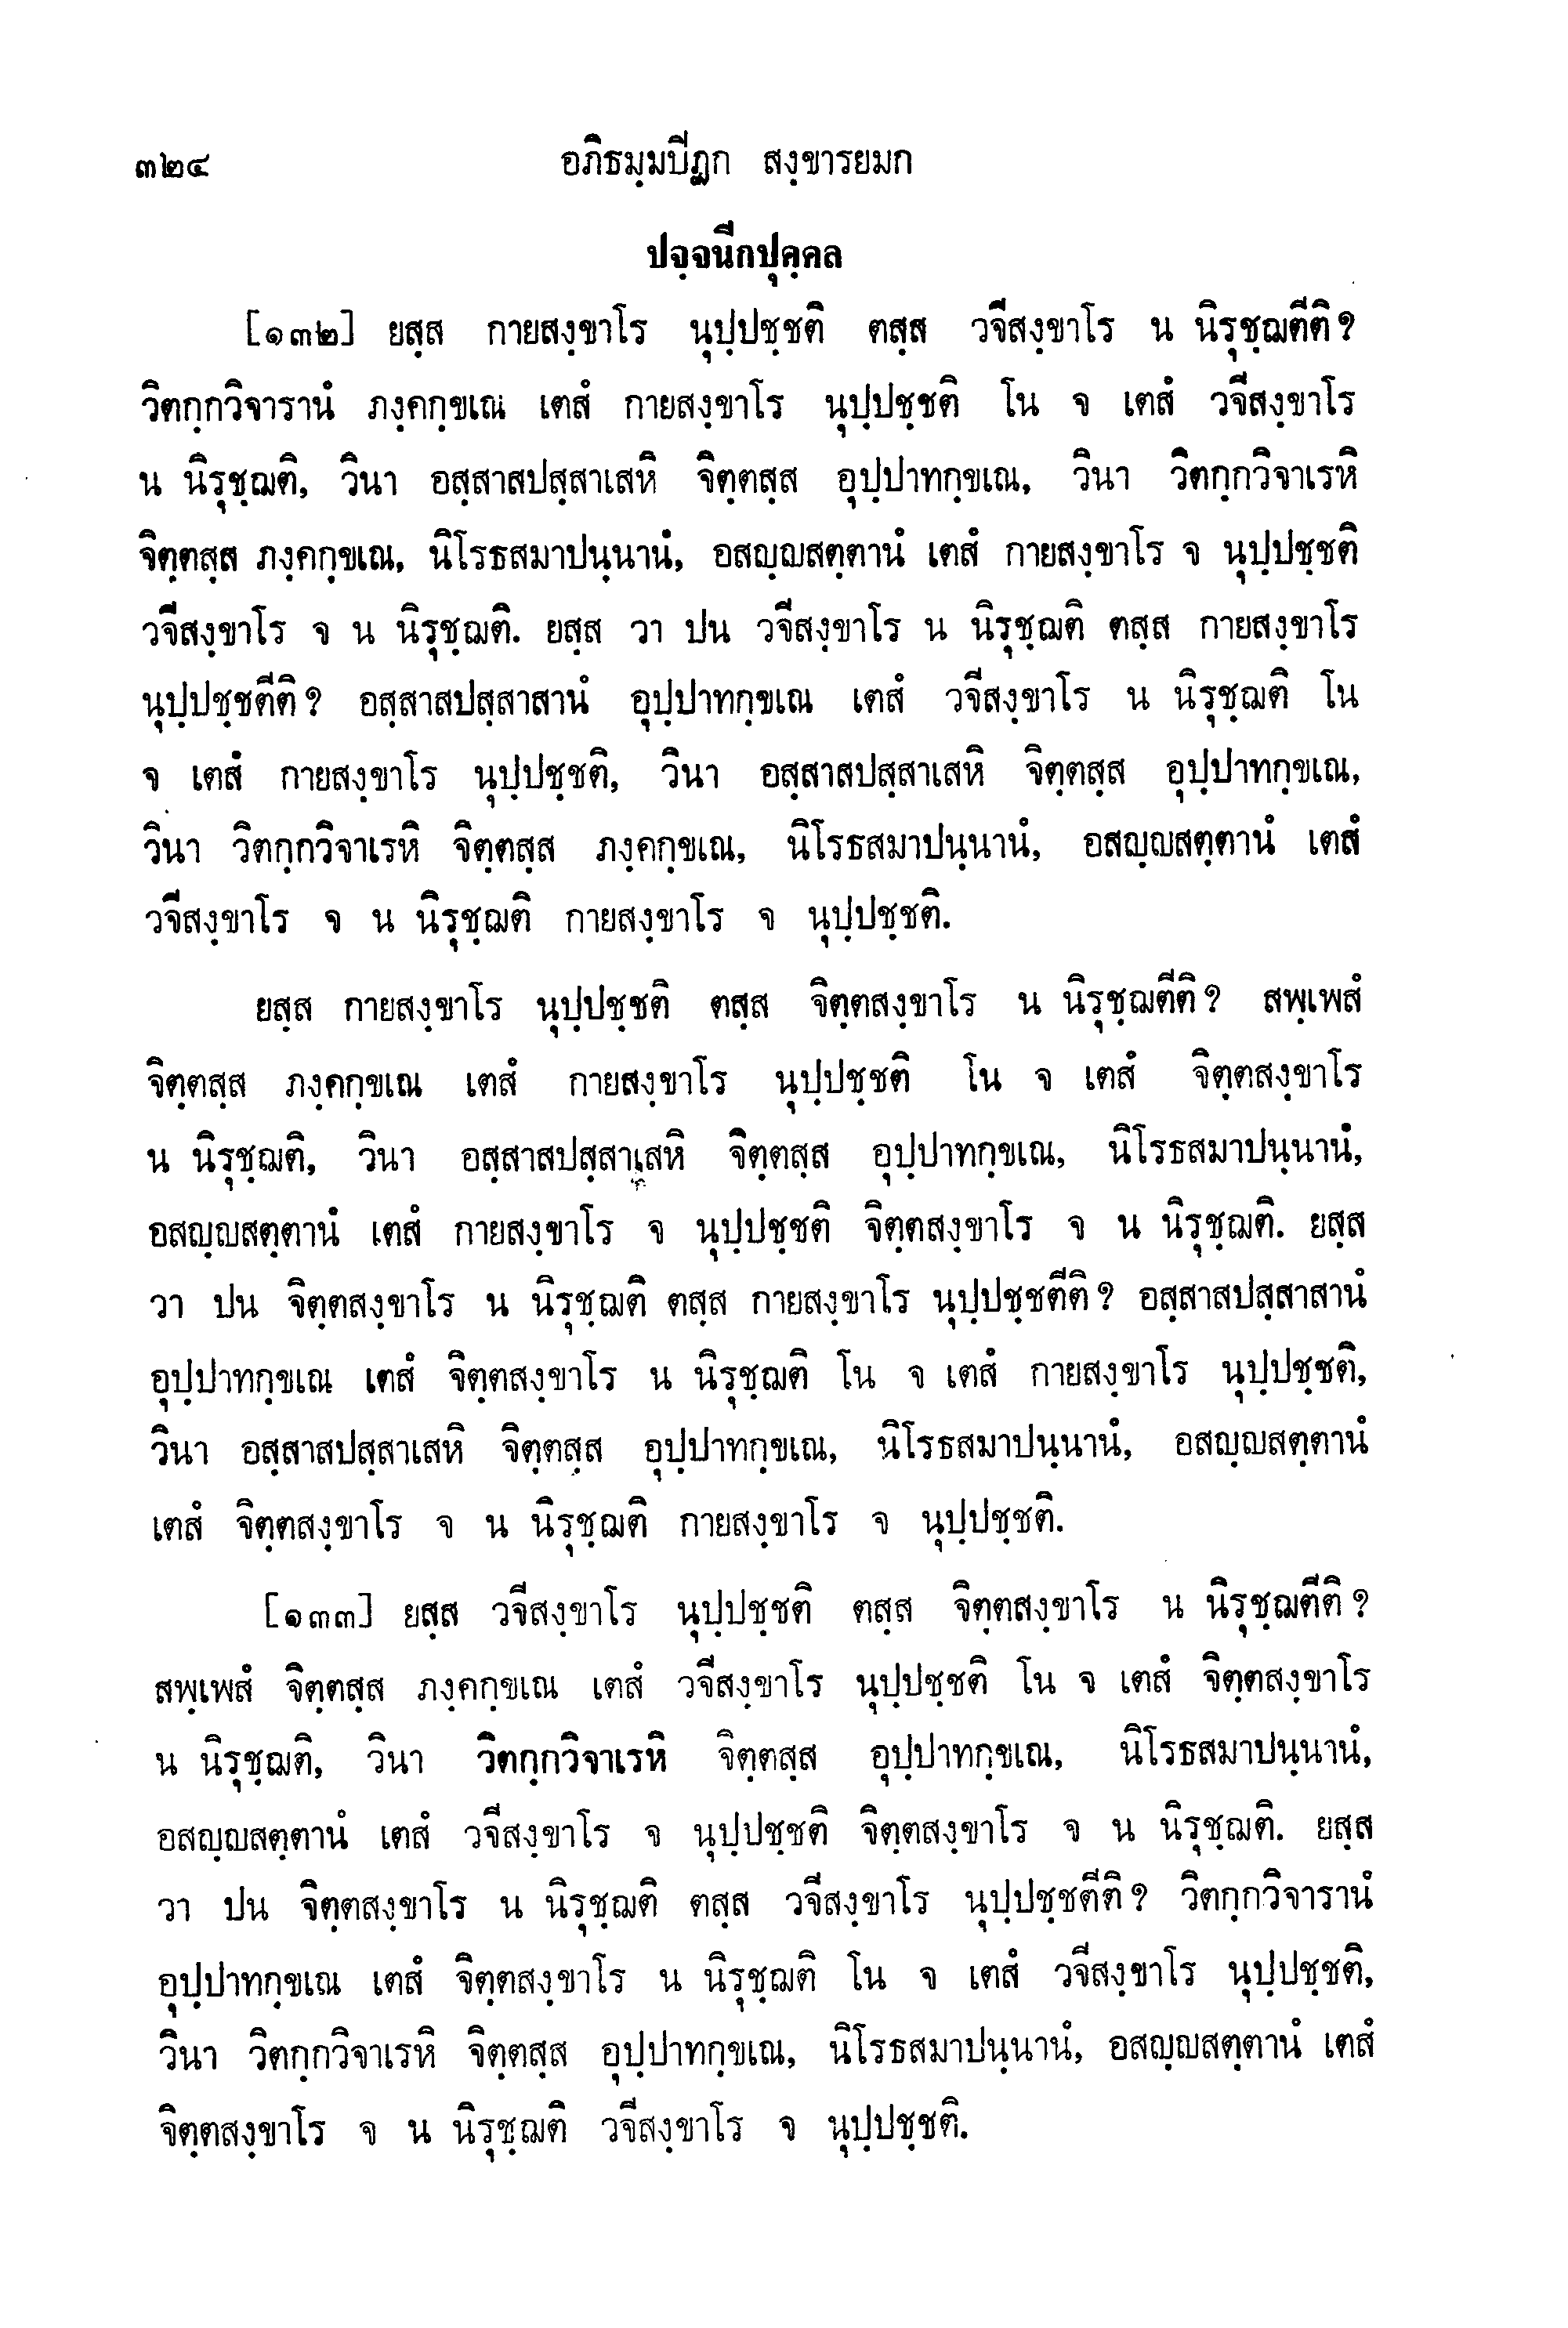 ๓๒๔ อภิธมฺมปีฎก สงฺขารยมก
ปจฺจนีกปุคฺคล
[๑๓๒] ยสฺส กายสงฺขาโร นุปฺปชฺชติ ตสฺส วจีสงฺขาโร น นิรุชฺฌตีติ?
วิตกฺกวิจารานํ ภงฺคกฺขเณ เตสํ กายสงฺขาโร นุปฺปชฺชติ โน จ เตสํ วจีสงฺขาโร
น นิรุชฺฌติ, วินา อสฺสาสปสฺสาเสหิ จิตฺตสฺส อุปฺปาทกฺขเณ, วินา วิตกฺกวิจาเรหิ
จิตฺตสฺส ภงฺคกฺขเณ, นิโรธสมาปนฺนานํ, อสญฺญสตฺตานํ เตสํ กายสงฺขาโร จ นุปฺปชฺชติ
วจีสงฺขาโร จ น นิรุชฺฌติ. ยสฺส วา ปน วจีสงฺขาโร น นิรุชฺฌติ ตสฺส กายสงฺขาโร
นุปฺปชฺชตีติ? อสฺสาสปสฺสาสานํ อุปฺปาทกฺขเณ เตสํ วจีสงฺขาโร น นิรุชฺฌติ โน
จ เตสํ กายสงฺขาโร นุปฺปชฺชติ, วินา อสฺสาสปสฺสาเสหิ จิตฺตสฺส อุปฺปาทกฺขเณ,
วินา วิตกฺกวิจาเรหิ จิตฺตสฺส ภงฺคกฺขเณ, นิโรธสมาปนฺนานํ, อสญฺญสตฺตานํ เตสํ
วจีสงฺขาโร จ น นิรุชฺฌติ กายสงฺขาโร จ นุปฺปชฺชติ.
ยสฺส กายสงฺขาโร นุปฺปชฺชติ ตสฺส จิตฺตสงฺขาโร น นิรุชฺฌตีติ? สพฺเพสํ
จิตฺตสฺส ภงฺคกฺขเณ เตสํ กายสงฺขาโร นุปฺปชฺชติ โน จ เตสํ จิตฺตสงฺขาโร
น นิรุชฺฌติ, วินา อสฺสาสปสฺสาเสหิ จิตฺตสฺส อุปฺปาทกฺขเณ, นิโรธสมาปนฺนานํ,
อสญฺญสตฺตานํ เตสํ กายสงฺขาโร จ นุปฺปชฺชติ จิตฺตสงฺขาโร จ น นิรุชฺฌติ. ยสฺส
วา ปน จิตฺตสงฺขาโร น นิรุชฺฌติ ตสฺส กายสงฺขาโร นุปฺปชฺชตีติ? อสฺสาสปสฺสาสานํ
อุปฺปาทกฺขเณ เตสํ จิตฺตสงฺขาโร น นิรุชฺฌติ โน จ เตสํ กายสงฺขาโร นุปฺปชฺชติ,
วินา อสฺสาสปสฺสาเสหิ จิตฺตสฺส อุปฺปาทกฺขเณ, นิโรธสมาปนฺนานํ, อสญฺญสตฺตานํ
เตสํ จิตฺตสงฺขาโร จ น นิรุชฺฌติ กายสงฺขาโร จ นุปฺปชฺชติ.
[๑๓๓] ยสฺส วจีสงฺขาโร นุปฺปชฺชติ ตสฺส จิตฺตสงฺขาโร น นิรุชฺฌตีติ?
สพฺเพสํ จิตฺตสฺส ภงฺคกฺขเณ เตสํ วจีสงฺขาโร นุปฺปชฺชติ โน จ เตสํ จิตฺตสงฺขาโร
น นิรุชฺฌติ, วินา วิตกฺกวิจาเรหิ จิตฺตสฺส อุปฺปาทกฺขเณ, นิโรธสมาปนฺนานํ,
อสญฺญสตฺตานํ เตสํ วจีสงฺขาโร จ นุปฺปชฺชติ จิตฺตสงฺขาโร จ น นิรุชฺฌติ. ยสฺส
วา ปน จิตฺตสงฺขาโร น นิรุชฺฌติ ตสฺส วจีสงฺขาโร นุปฺปชฺชตีติ? วิตกฺกวิจารานํ
อุปฺปาทกฺขเณ เตสํ จิตฺตสงฺขาโร น นิรุชฺฌติ โน จ เตสํ วจีสงฺขาโร นุปฺปชฺชติ,
วินา วิตกฺกวิจาเรหิ จิตฺตสฺส อุปฺปาทกฺขเณ, นิโรธสมาปนฺนานํ, อสญฺญสตฺตานํ เตสํ
จิตฺตสงฺขาโร จ น นิรุชฺฌติ วจีสงฺขาโร จ นุปฺปชฺชติ.